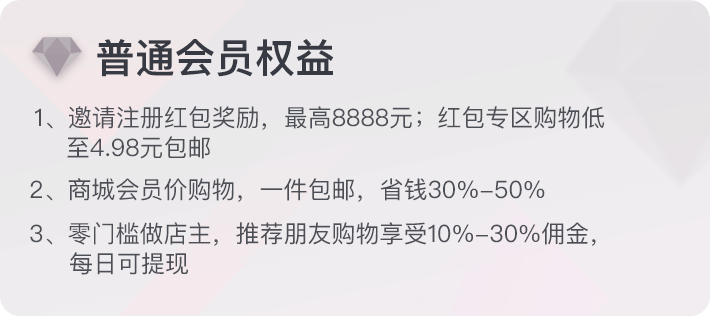 普通会员权益
1、邀请注册红包奖励，最高8888元；红包专区购物低
至4.98元包邮
2、商城会员价购物，一件包邮，省钱30%-50%
3、零门槛做店主，推荐朋友购物享受10%-30%佣金，
每日可提现